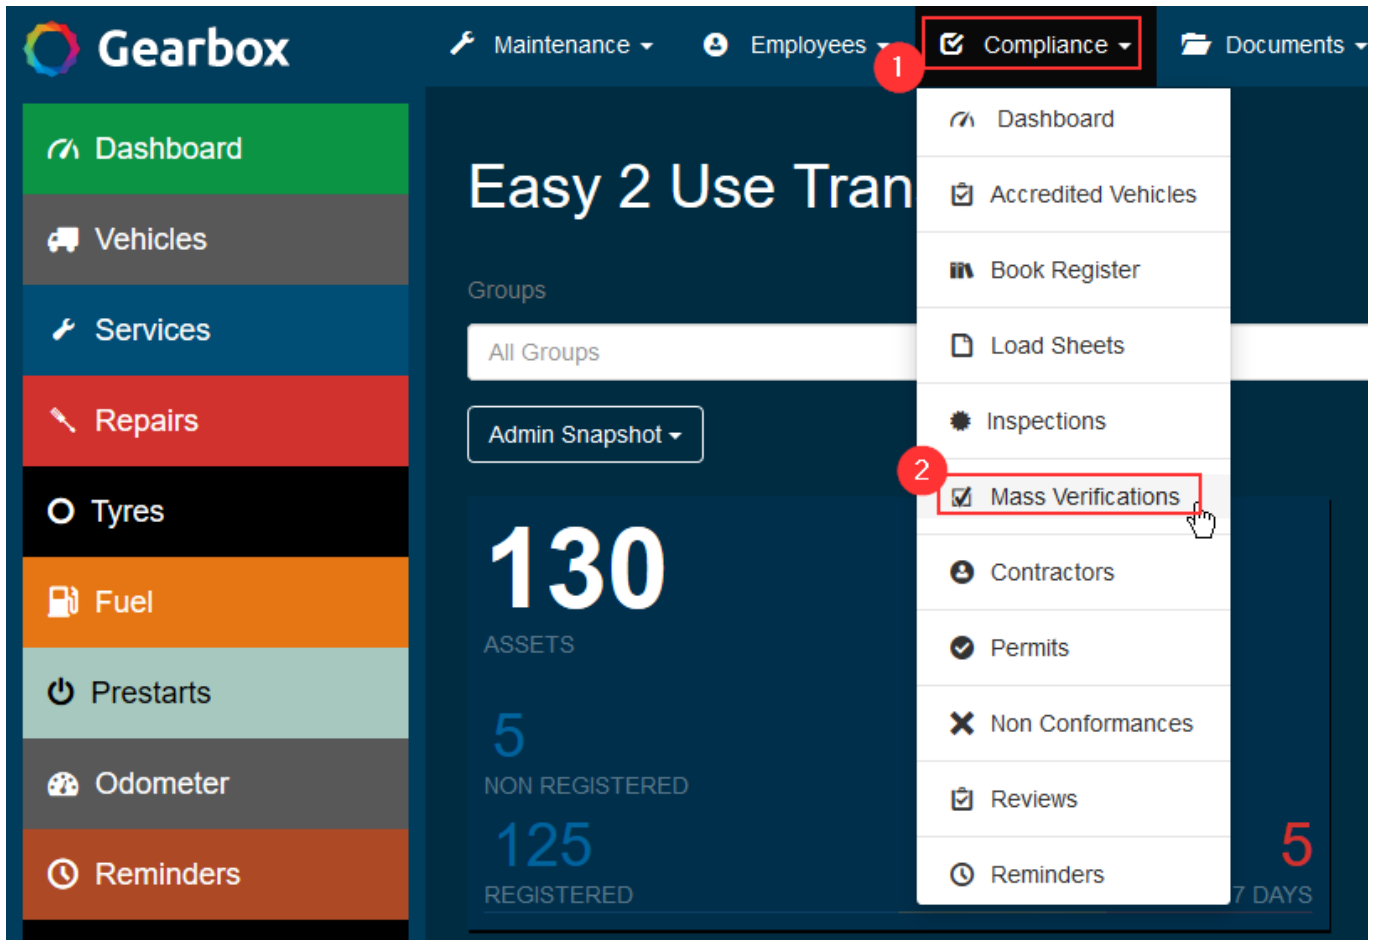 Gearbox
Maintenance
Employees
Compliance
Documents
1
Dashboard
Vehicles
Services
Repairs
Tyres
Fuel
Prestarts
Odometer
Reminders
Easy 2 Use Tran
Groups
All Groups
Admin Snapshot
130
ASSETS
5
NON REGISTERED
125
REGISTERED
5
7 DAYS
Dashboard
Accredited Vehicles
Book Register
Load Sheets
Inspections
2
Mass Verifications
Contractors
Permits
Non Conformances
Reviews
Reminders